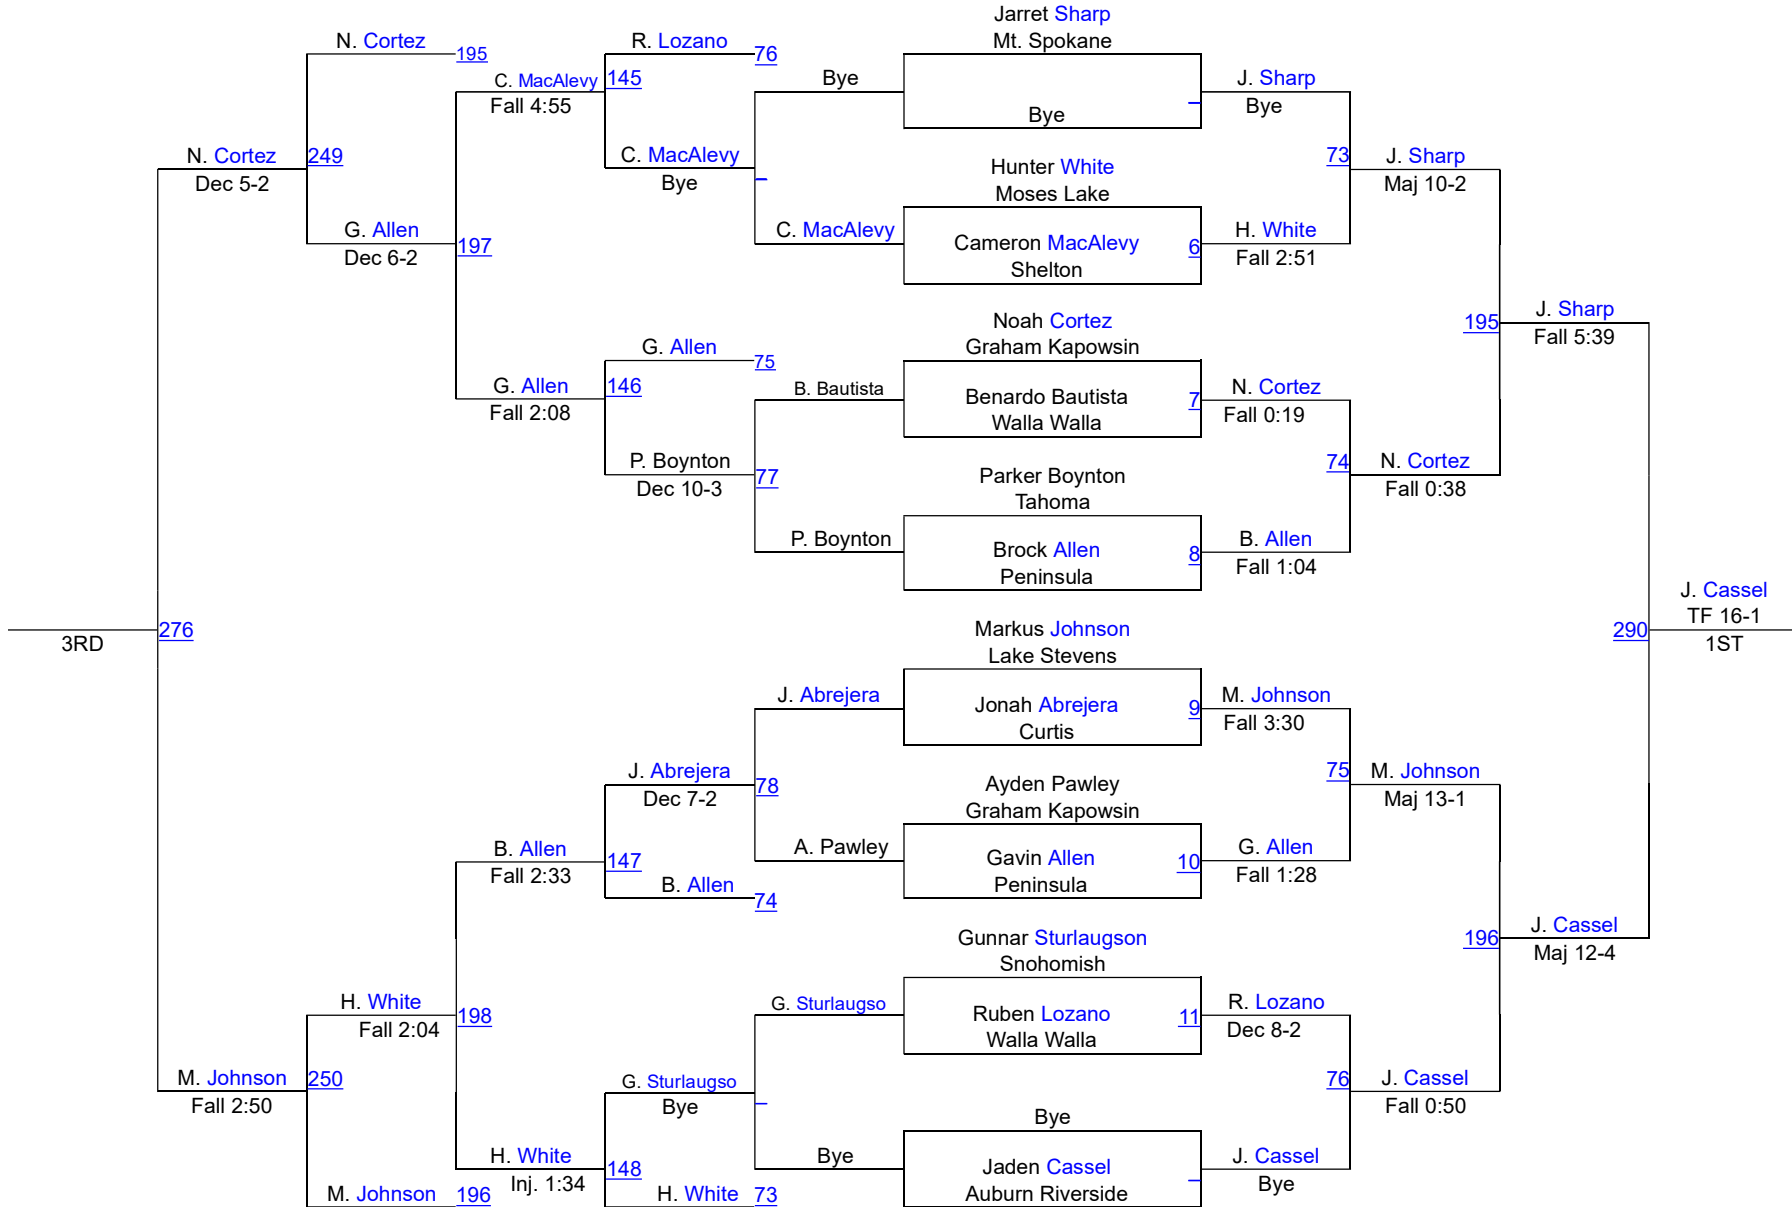 Jarret Sharp
Mt. Spokane
N. Cortez
195
R. Lozano
76
C. MacAlevy
145
Fall 4:55
Bye
J. Sharp
Bye
Bye
N. Cortez
249
Dec 5-2
C. MacAlevy
Bye
Hunter White
Moses Lake
73
J. Sharp
Maj 10-2
G. Allen
197
Dec 6-2
C. MacAlevy
Cameron MacAlevy
Shelton
6
H. White
Fall 2:51
Noah Cortez
Graham Kapowsin
195
J. Sharp
Fall 5:39
G. Allen
75
G. Allen
146
Fall 2:08
B. Bautista
Benardo Bautista
Walla Walla
7
N. Cortez
Fall 0:19
P. Boynton
77
Dec 10-3
Parker Boynton
Tahoma
74
N. Cortez
Fall 0:38
P. Boynton
Brock Allen
Peninsula
8
B. Allen
Fall 1:04
276
3RD
Markus Johnson
Lake Stevens
290
J. Cassel
TF 16-1
1ST
J. Abrejera
Jonah Abrejera
Curtis
9
M. Johnson
Fall 3:30
J. Abrejera
78
Dec 7-2
Ayden Pawley
Graham Kapowsin
75
M. Johnson
Maj 13-1
B. Allen
147
Fall 2:33
A. Pawley
Gavin Allen
Peninsula
10
G. Allen
Fall 1:28
B. Allen
74
Gunnar Sturlaugson
Snohomish
196
J. Cassel
Maj 12-4
H. White
198
Fall 2:04
G. Sturlaugso
Ruben Lozano
Walla Walla
11
R. Lozano
Dec 8-2
M. Johnson
250
Fall 2:50
G. Sturlaugso
Bye
Bye
76
J. Cassel
Fall 0:50
H. White
148
Inj. 1:34
Bye
Jaden Cassel
Auburn Riverside
J. Cassel
Bye
M. Johnson
196
H. White
73